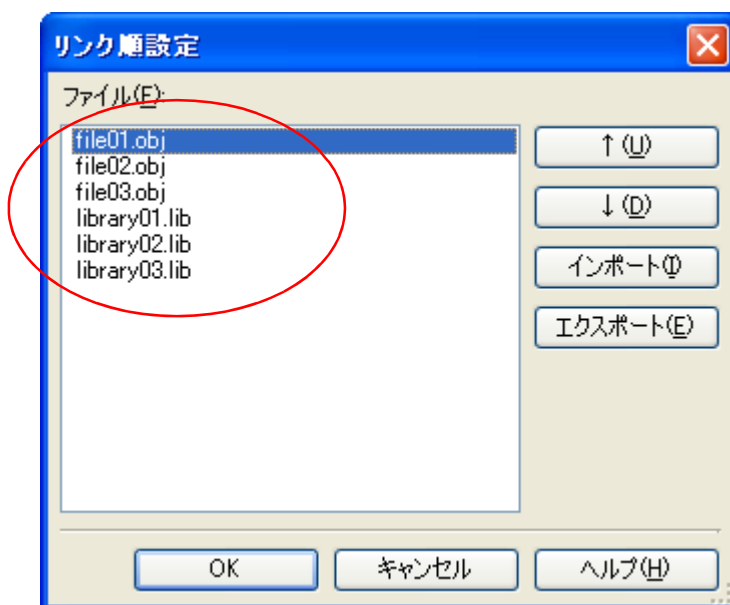 リンク順設定
ファイル(F):
file01.obj
file02.obj
file03.obj
library01.lib
library02.lib
library03.lib
↑(U)
↓(D)
インポート(I)
エクスポート(E)
OK
キャンセル
ヘルプ(H)